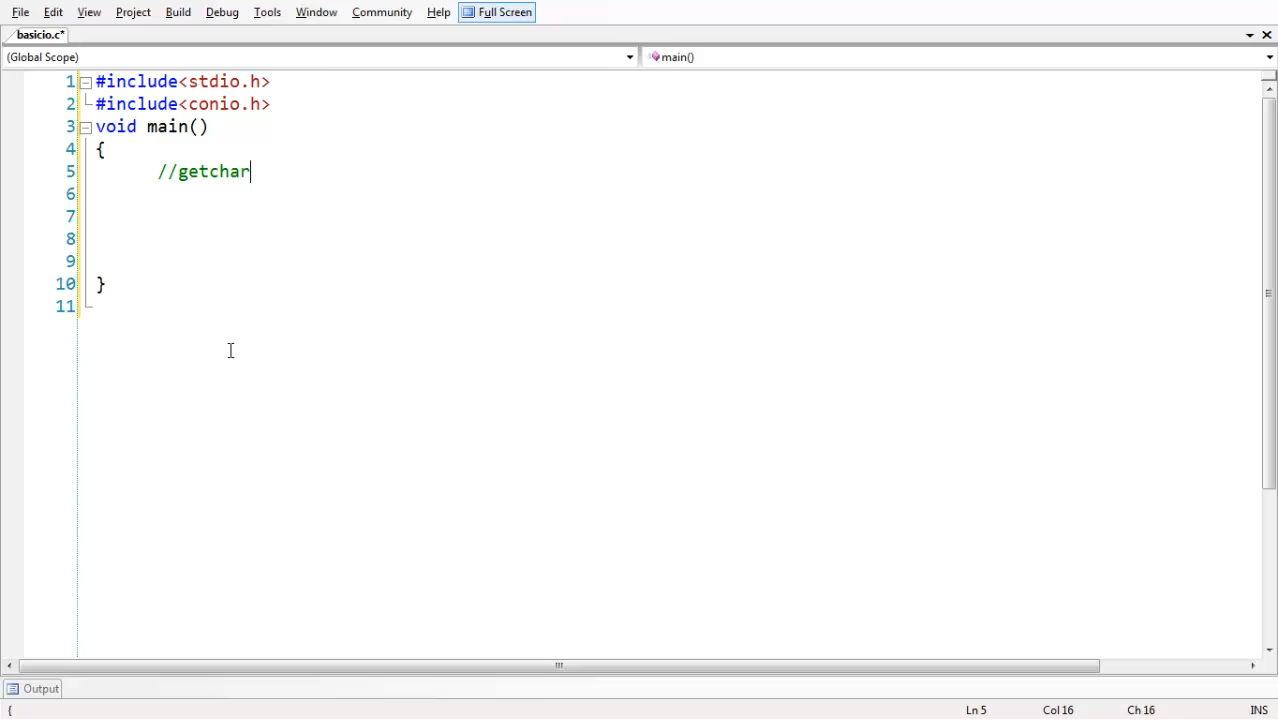 File Edit View Project Build Debug Tools Window Community Help Full Screen
basicio.c*
(Global Scope) main()
1 #include<stdio.h>
2 #include<conio.h>
3 void main()
4 {
5 //getchar
6
7
8
9
10 }
11
Output
{ Ln 5 Col 16 Ch 16 INS